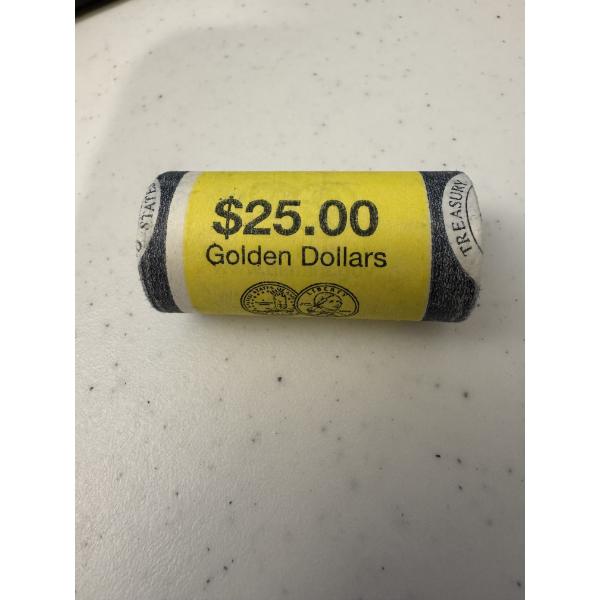 $25.00
Golden Dollars
STATE
TREASURY
LIBERTY